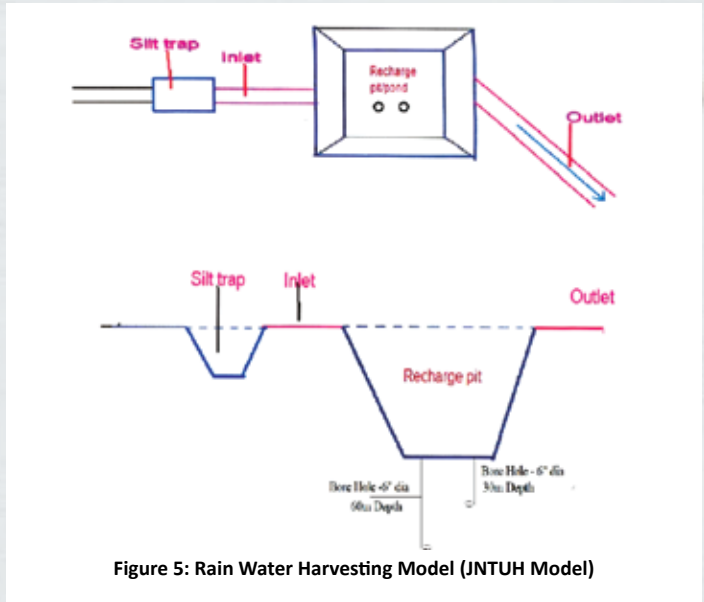 Silt trap
Inlet
Recharge
pit/pond
Outlet
Silt trap
Inlet
Outlet
Recharge pit
Bore Hole - 6" dia
30m Depth
Bore Hole -6" dia
60m Depth
Figure 5: Rain Water Harvesting Model (JNTUH Model)